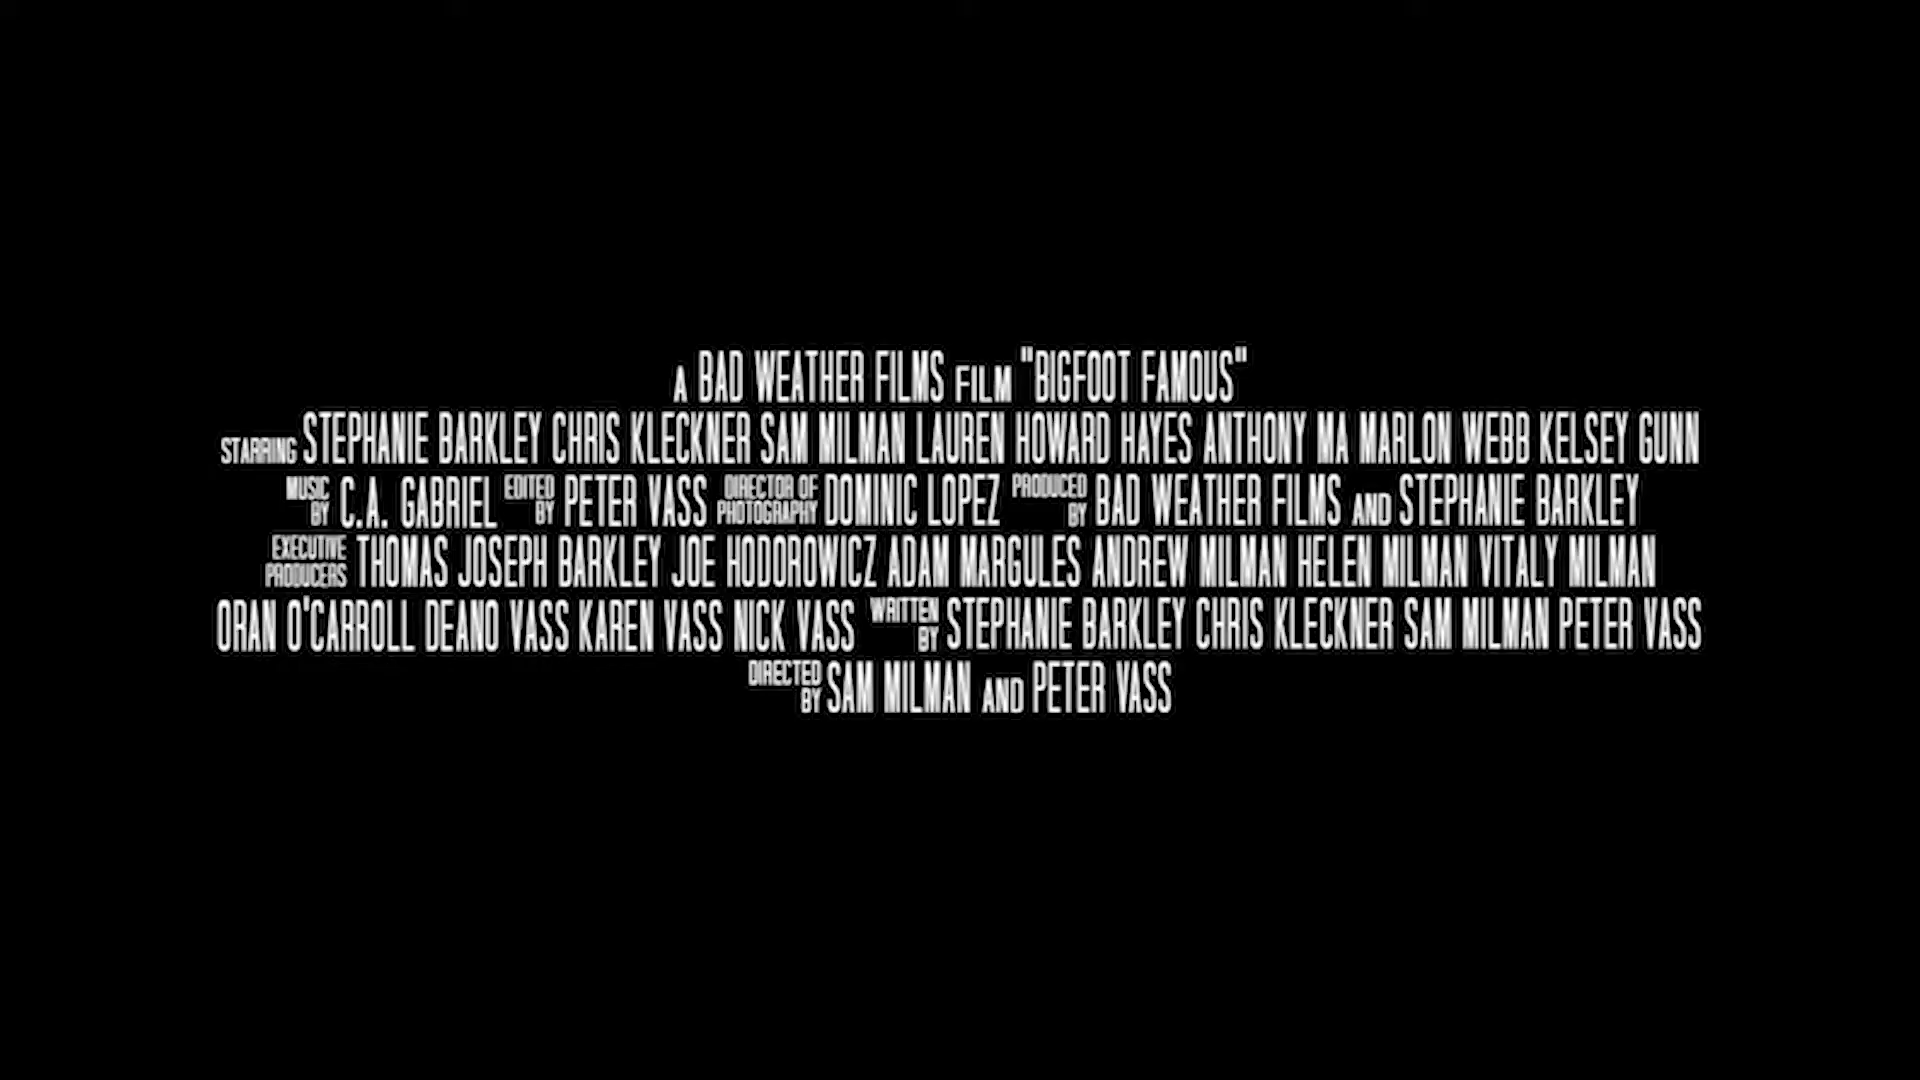 A BAD WEATHER FILMS FILM "BIGFOOT FAMOUS"
STARRING STEPHANIE BARKLEY CHRIS KLECKNER SAM MILMAN LAUREN HOWARD HAYES ANTHONY MA MARLON WEBB KELSEY GUNN
MUSIC BY C.A. GABRIEL EDITED BY PETER VASS DIRECTOR OF PHOTOGRAPHY DOMINIC LOPEZ PRODUCED BY BAD WEATHER FILMS AND STEPHANIE BARKLEY
EXECUTIVE PRODUCERS THOMAS JOSEPH BARKLEY JOE HODOROWICZ ADAM MARGULES ANDREW MILMAN HELEN MILMAN VITALY MILMAN
ORAN O'CARROLL DEANO VASS KAREN VASS NICK VASS WRITTEN BY STEPHANIE BARKLEY CHRIS KLECKNER SAM MILMAN PETER VASS
DIRECTED BY SAM MILMAN AND PETER VASS